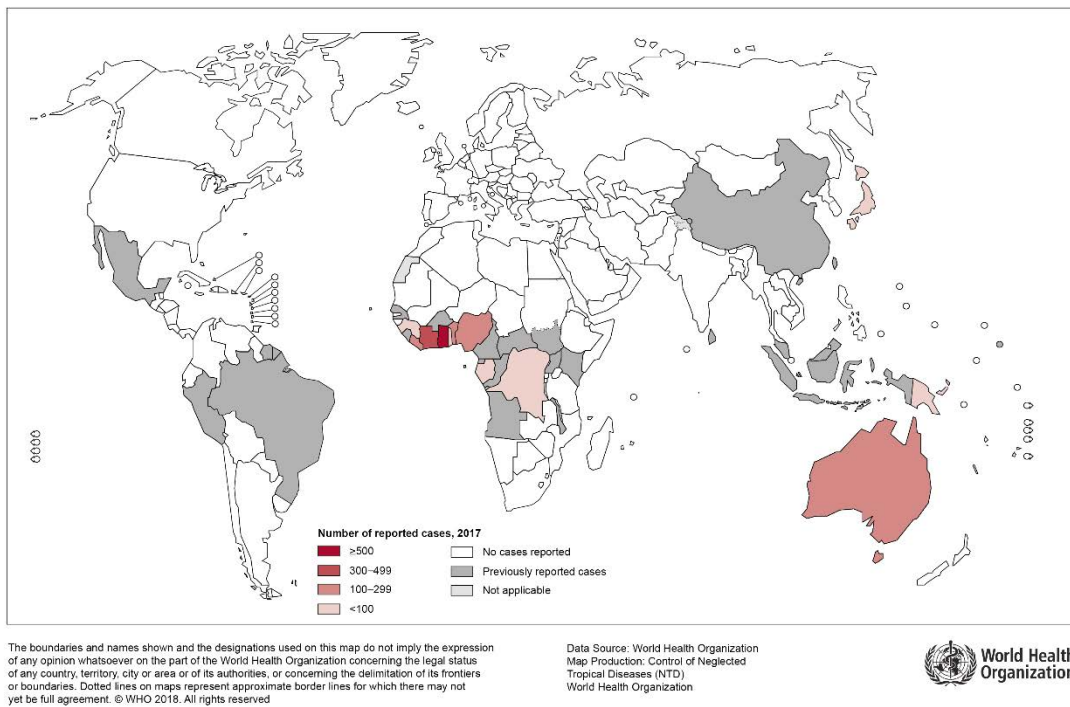 Number of reported cases, 2017
≥500
300–499
100–299
<100
No cases reported
Previously reported cases
Not applicable
The boundaries and names shown and the designations used on this map do not imply the expression
of any opinion whatsoever on the part of the World Health Organization concerning the legal status
of any country, territory, city or area or of its authorities, or concerning the delimitation of its frontiers
or boundaries. Dotted lines on maps represent approximate border lines for which there may not
yet be full agreement. © WHO 2018. All rights reserved
Data Source: World Health Organization
Map Production: Control of Neglected
Tropical Diseases (NTD)
World Health Organization
World Health
Organization